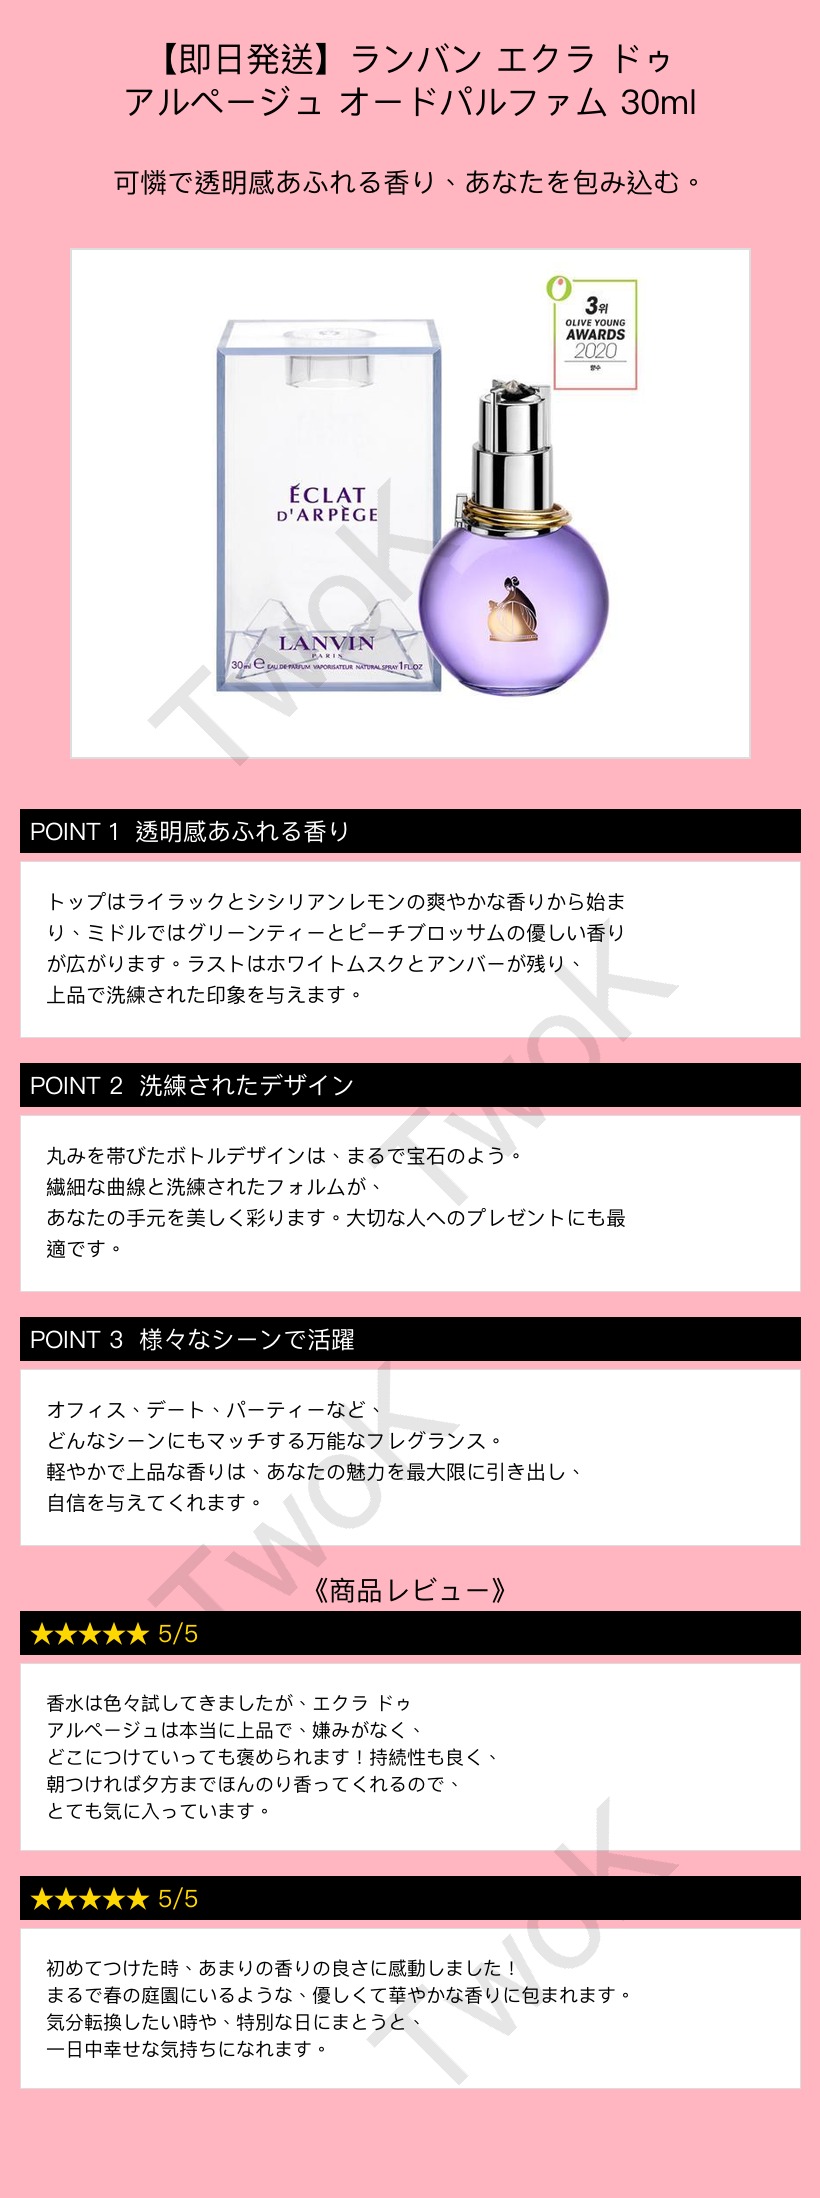 【即日発送】ランバン エクラ ドゥ
アルページュ オードパルファム 30ml
可憐で透明感あふれる香り、あなたを包み込む。
3위
OLIVE YOUNG
AWARDS
2020
향수
ÉCLAT
D'ARPÈGE
LANVIN
PARIS
30ml e EAU DE PARFUM VAPORISATEUR NATURAL SPRAY 1FL.OZ
TwoK
POINT 1 透明感あふれる香り
トップはライラックとシシリアンレモンの爽やかな香りから始ま
り、ミドルではグリーンティーとピーチブロッサムの優しい香り
が広がります。ラストはホワイトムスクとアンバーが残り、
上品で洗練された印象を与えます。
TwoK
POINT 2 洗練されたデザイン
丸みを帯びたボトルデザインは、まるで宝石のよう。
繊細な曲線と洗練されたフォルムが、
あなたの手元を美しく彩ります。大切な人へのプレゼントにも最
適です。
POINT 3 様々なシーンで活躍
オフィス、デート、パーティーなど、
どんなシーンにもマッチする万能なフレグランス。
軽やかで上品な香りは、あなたの魅力を最大限に引き出し、
自信を与えてくれます。
TwoK
《商品レビュー》
★★★★★ 5/5
香水は色々試してきましたが、エクラ ドゥ
アルページュは本当に上品で、嫌みがなく、
どこにつけていっても褒められます！持続性も良く、
朝つければ夕方までほんのり香ってくれるので、
とても気に入っています。
★★★★★ 5/5
初めてつけた時、あまりの香りの良さに感動しました！
まるで春の庭園にいるような、優しくて華やかな香りに包まれます。
気分転換したい時や、特別な日にまとうと、
一日中幸せな気持ちになれます。
TwoK